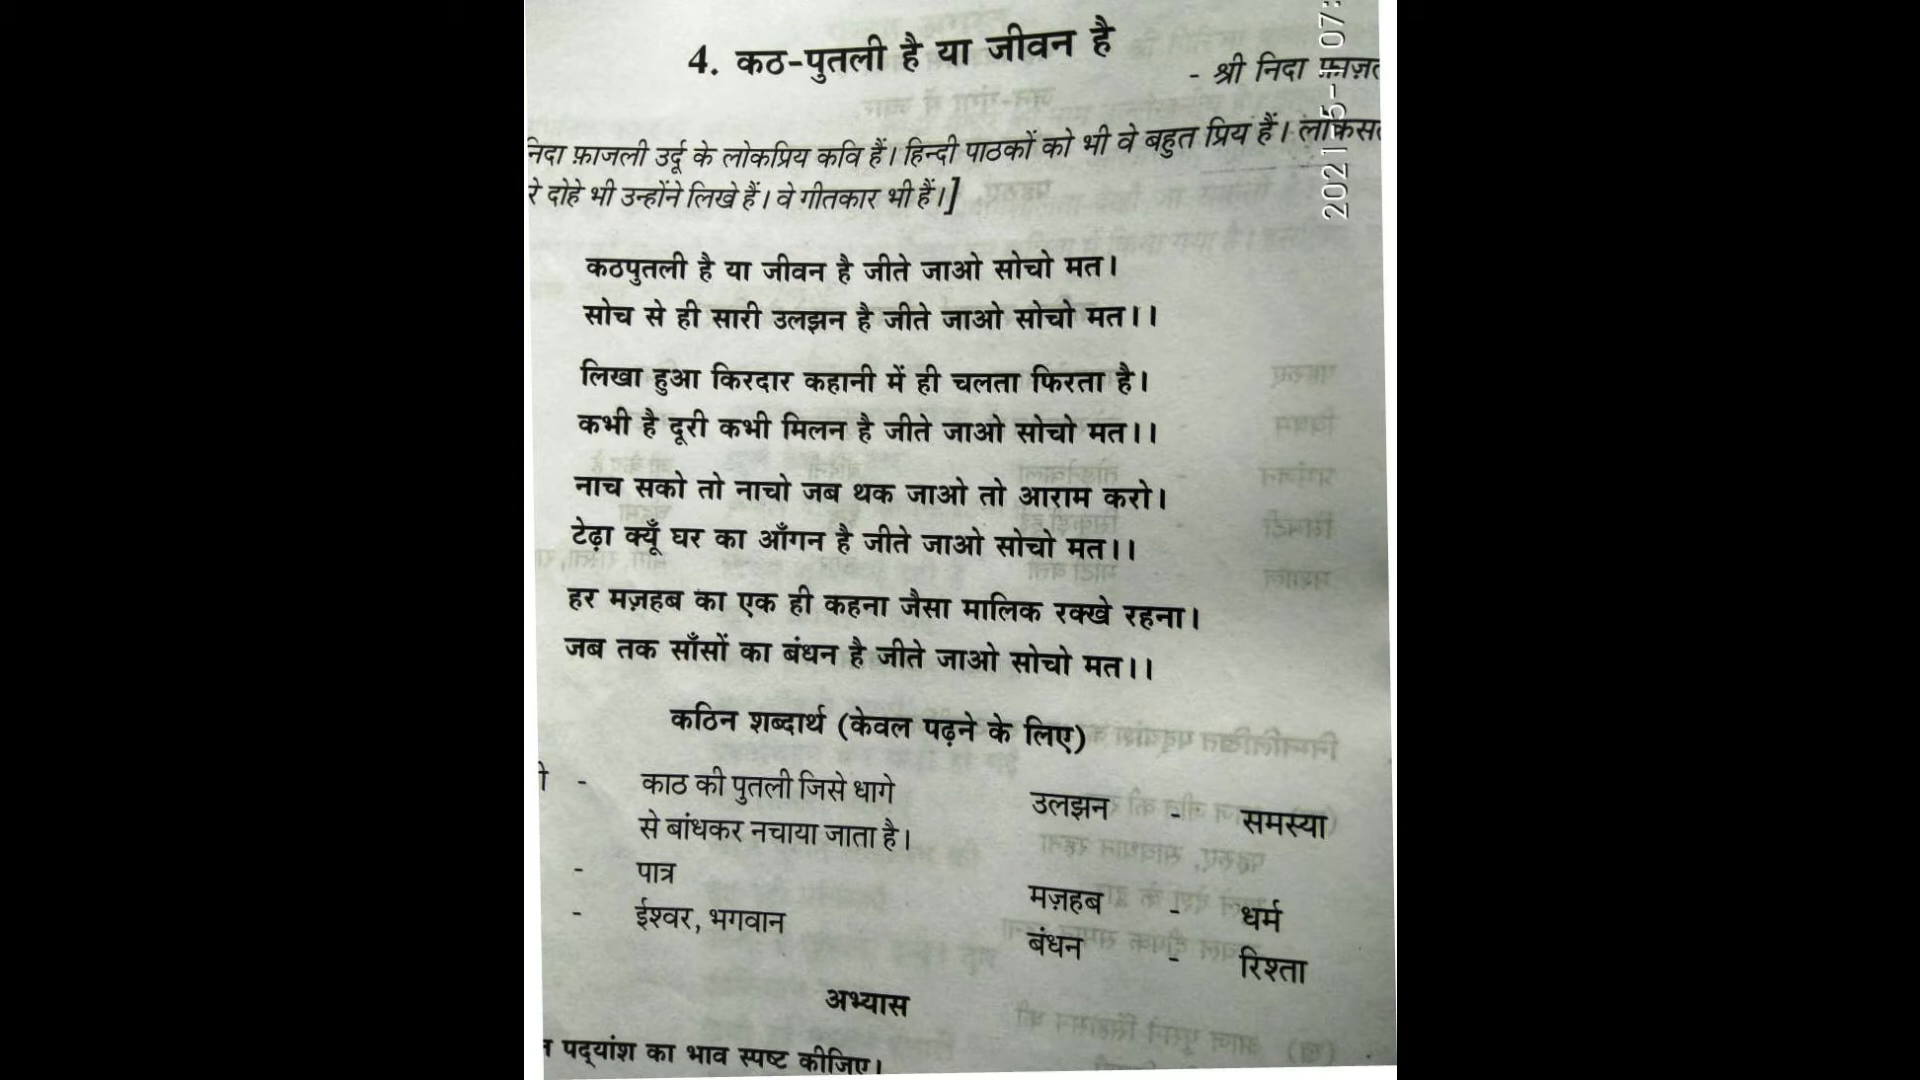 4. कठ-पुतली है या जीवन है
- श्री निदा
निदा फ़ाजली उर्दू के लोकप्रिय कवि हैं। हिन्दी पाठकों को भी वे बहुत प्रिय हैं।
रे दोहे भी उन्होंने लिखे हैं। वे गीतकार भी हैं।]
कठपुतली है या जीवन है जीते जाओ सोचो मत।
सोच से ही सारी उलझन है जीते जाओ सोचो मत।।
लिखा हुआ किरदार कहानी में ही चलता फिरता है।
कभी है दूरी कभी मिलन है जीते जाओ सोचो मत।।
नाच सको तो नाचो जब थक जाओ तो आराम करो।
टेढ़ा क्यूँ घर का आँगन है जीते जाओ सोचो मत।।
हर मज़हब का एक ही कहना जैसा मालिक रक्खे रहना।
जब तक साँसों का बंधन है जीते जाओ सोचो मत।।
कठिन शब्दार्थ (केवल पढ़ने के लिए)
- काठ की पुतली जिसे धागे उलझन - समस्या
से बांधकर नचाया जाता है।
- पात्र मज़हब - धर्म
- ईश्वर, भगवान बंधन - रिश्ता
अभ्यास
पद्यांश का भाव स्पष्ट कीजिए।